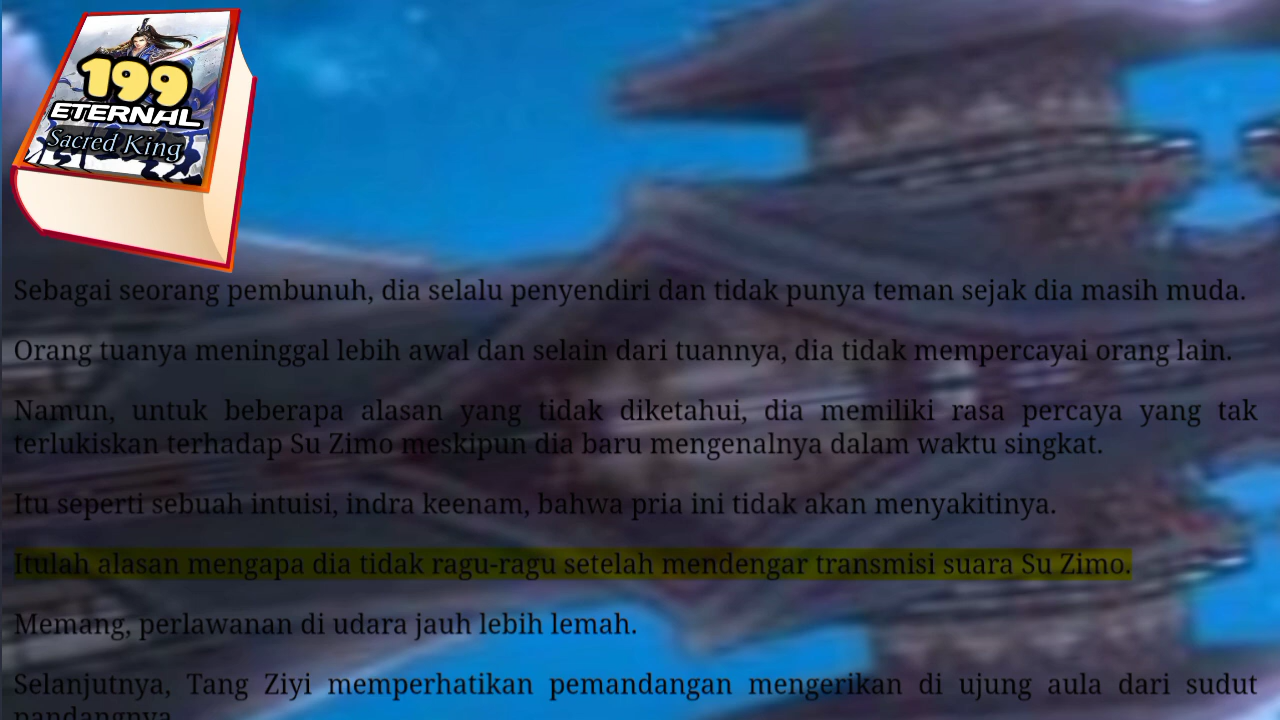 199
ETERNAL
Sacred King
Sebagai seorang pembunuh, dia selalu penyendiri dan tidak punya teman sejak dia masih muda.
Orang tuanya meninggal lebih awal dan selain dari tuannya, dia tidak mempercayai orang lain.
Namun, untuk beberapa alasan yang tidak diketahui, dia memiliki rasa percaya yang tak
terlukiskan terhadap Su Zimo meskipun dia baru mengenalnya dalam waktu singkat.
Itu seperti sebuah intuisi, indra keenam, bahwa pria ini tidak akan menyakitinya.
Itulah alasan mengapa dia tidak ragu-ragu setelah mendengar transmisi suara Su Zimo.
Memang, perlawanan di udara jauh lebih lemah.
Selanjutnya, Tang Ziyi memperhatikan pemandangan mengerikan di ujung aula dari sudut
pandangnya.